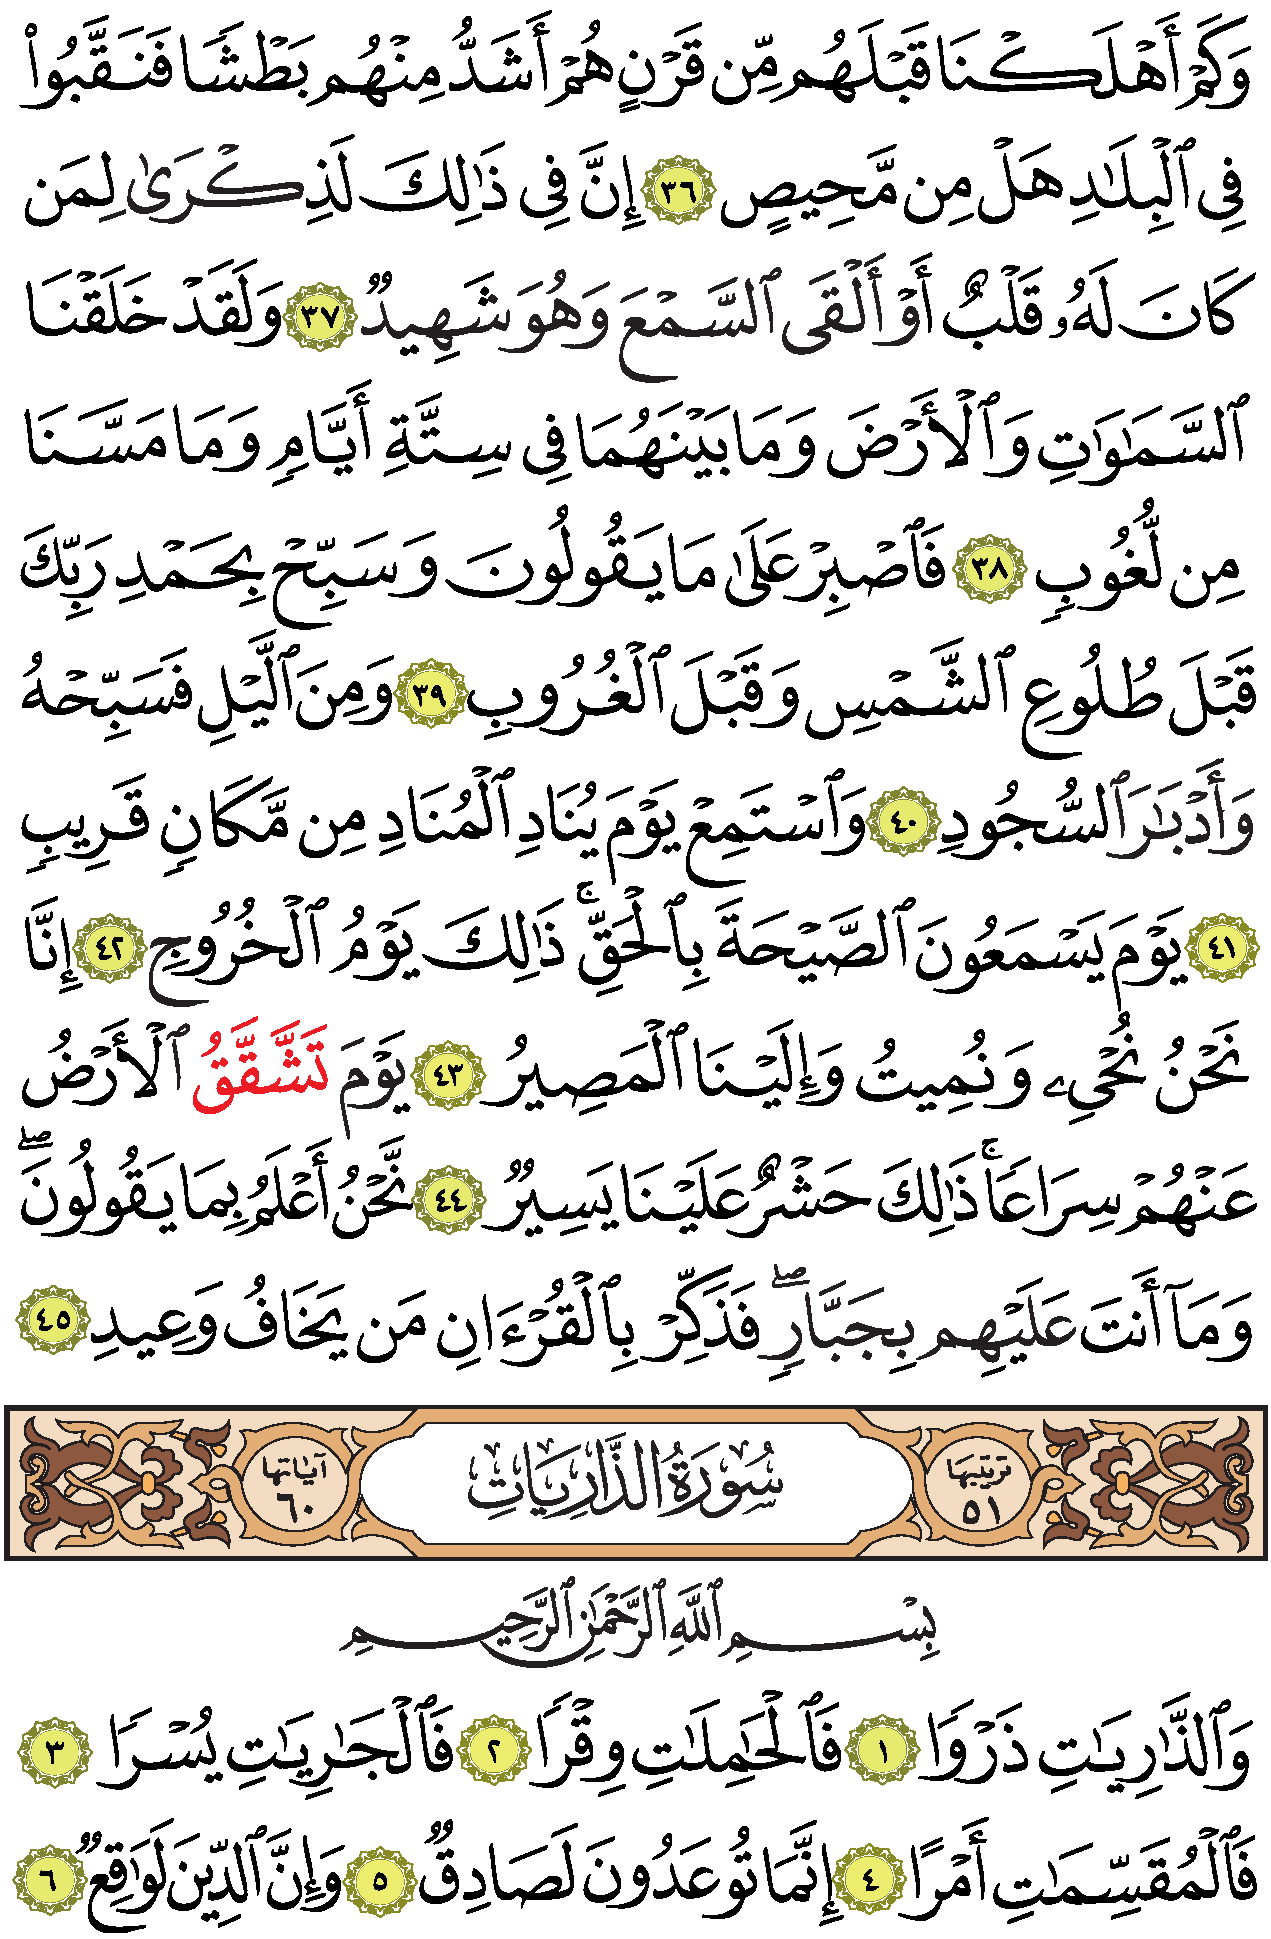 وَكَمْ أَهْلَكْنَا قَبْلَهُم مِّن قَرْنٍ هُمْ أَشَدُّ مِنْهُم بَطْشًا فَنَقَّبُوا۟
فِى ٱلْبِلَـٰدِ هَلْ مِن مَّحِيصٍ ٣٦ إِنَّ فِى ذَٰلِكَ لَذِكْرَىٰ لِمَن
كَانَ لَهُۥ قَلْبٌ أَوْ أَلْقَى ٱلسَّمْعَ وَهُوَ شَهِيدٌ ٣٧ وَلَقَدْ خَلَقْنَا
ٱلسَّمَـٰوَٰتِ وَٱلْأَرْضَ وَمَا بَيْنَهُمَا فِى سِتَّةِ أَيَّامٍ وَمَا مَسَّنَا
مِن لُّغُوبٍ ٣٨ فَٱصْبِرْ عَلَىٰ مَا يَقُولُونَ وَسَبِّحْ بِحَمْدِ رَبِّكَ
قَبْلَ طُلُوعِ ٱلشَّمْسِ وَقَبْلَ ٱلْغُرُوبِ ٣٩ وَمِنَ ٱلَّيْلِ فَسَبِّحْهُ
وَأَدْبَـٰرَ ٱلسُّجُودِ ٤٠ وَٱسْتَمِعْ يَوْمَ يُنَادِ ٱلْمُنَادِ مِن مَّكَانٍ قَرِيبٍ
٤١ يَوْمَ يَسْمَعُونَ ٱلصَّيْحَةَ بِٱلْحَقِّ ۚ ذَٰلِكَ يَوْمُ ٱلْخُرُوجِ ٤٢ إِنَّا
نَحْنُ نُحْىِۦ وَنُمِيتُ وَإِلَيْنَا ٱلْمَصِيرُ ٤٣ يَوْمَ تَشَّقَّقُ ٱلْأَرْضُ
عَنْهُمْ سِرَاعًا ۚ ذَٰلِكَ حَشْرٌ عَلَيْنَا يَسِيرٌ ٤٤ نَّحْنُ أَعْلَمُ بِمَا يَقُولُونَ ۖ
وَمَآ أَنتَ عَلَيْهِم بِجَبَّارٍ ۖ فَذَكِّرْ بِٱلْقُرْءَانِ مَن يَخَافُ وَعِيدِ ٤٥
ترتيبها ٥١ سُورَةُ الذَّارِيَاتِ آياتها ٦٠
بِسْمِ ٱللَّهِ ٱلرَّحْمَـٰنِ ٱلرَّحِيمِ
وَٱلذَّٰرِيَـٰتِ ذَرْوًا ١ فَٱلْحَـٰمِلَـٰتِ وِقْرًا ٢ فَٱلْجَـٰرِيَـٰتِ يُسْرًا ٣
فَٱلْمُقَسِّمَـٰتِ أَمْرًا ٤ إِنَّمَا تُوعَدُونَ لَصَادِقٌ ٥ وَإِنَّ ٱلدِّينَ لَوَٰقِعٌ ٦